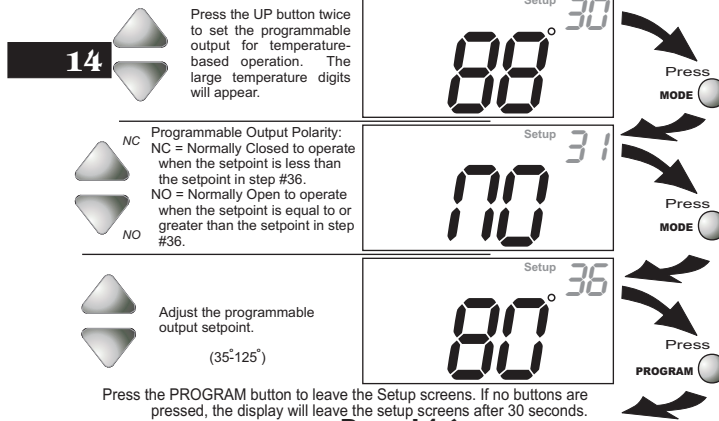 14
Press the UP button twice
to set the programmable
output for temperature-
based operation. The
large temperature digits
will appear.
Setup 30
88°
Press
MODE
NC
NO
Programmable Output Polarity:
NC = Normally Closed to operate
when the setpoint is less than
the setpoint in step #36.
NO = Normally Open to operate
when the setpoint is equal to or
greater than the setpoint in step
#36.
Setup 31
no
Press
MODE
Adjust the programmable
output setpoint.
(35°-125°)
Setup 36
80°
Press
PROGRAM
Press the PROGRAM button to leave the Setup screens. If no buttons are
pressed, the display will leave the setup screens after 30 seconds.